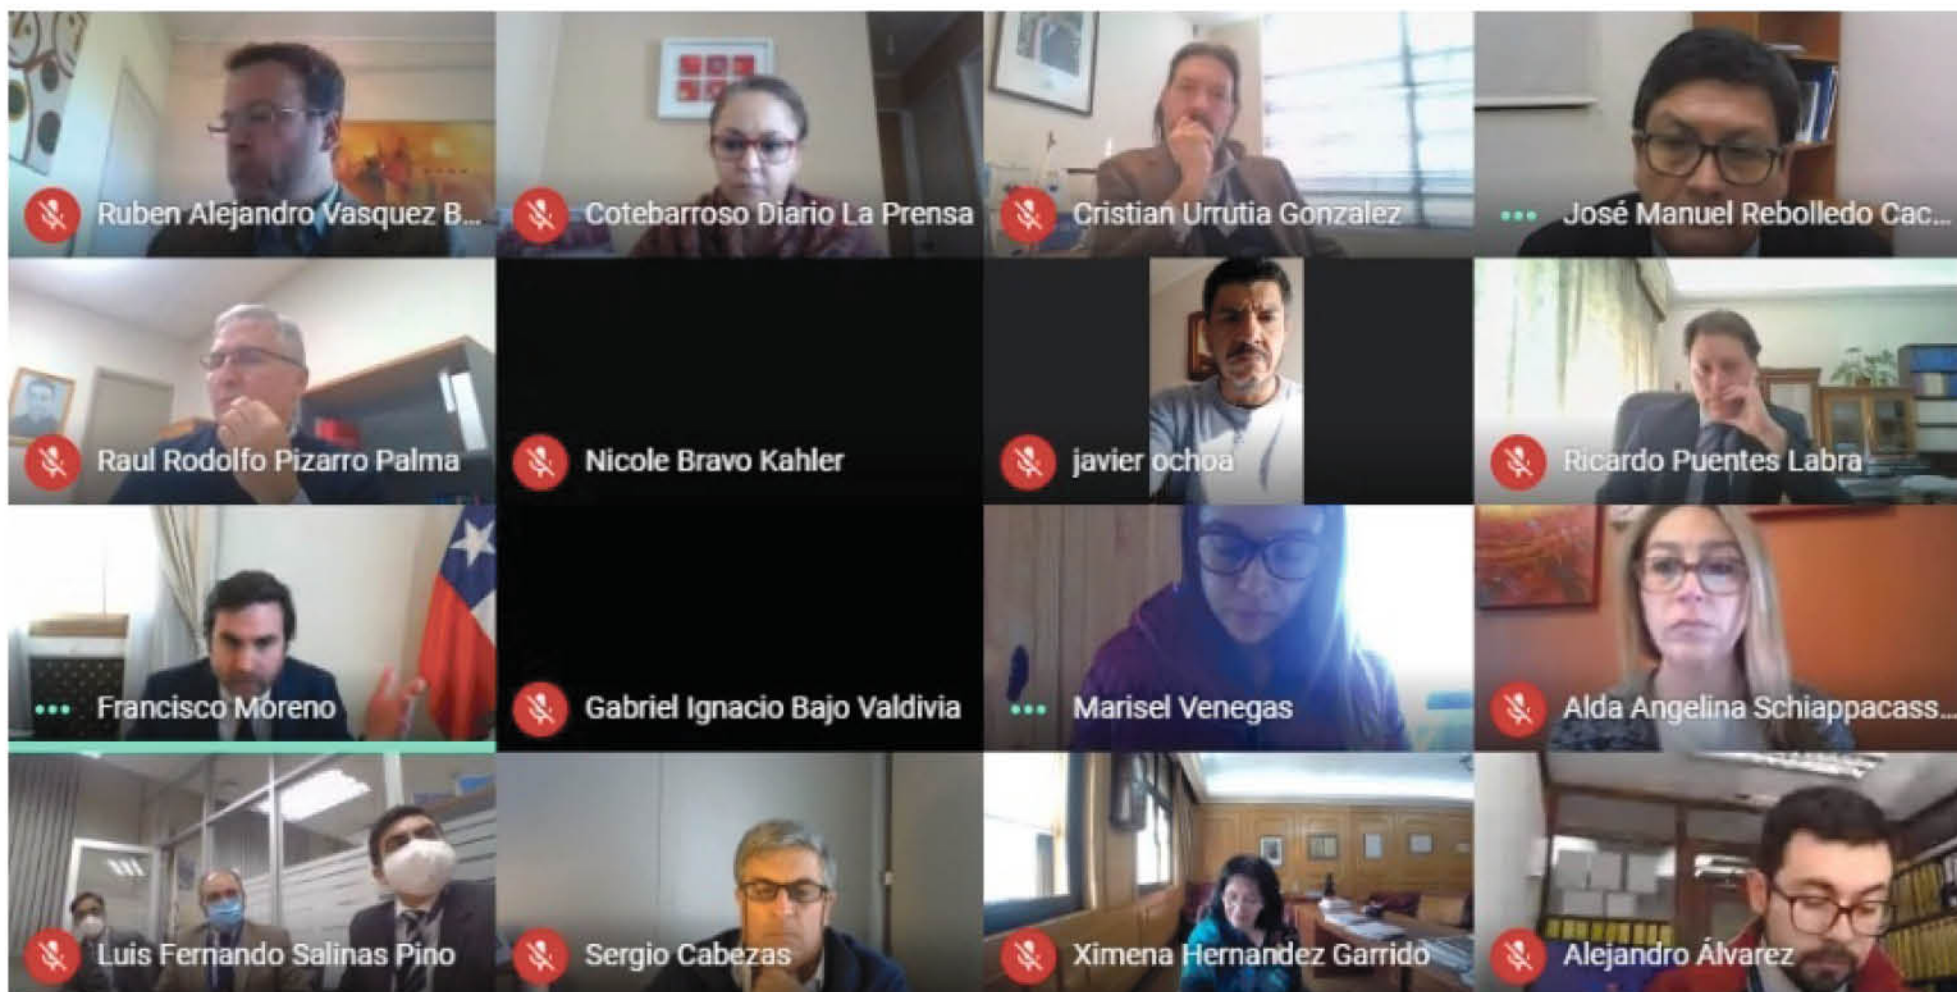 Ruben Alejandro Vasquez B...
Cotebarroso Diario La Prensa
Cristian Urrutia Gonzalez
José Manuel Rebolledo Cac...
Raul Rodolfo Pizarro Palma
Nicole Bravo Kahler
javier ochoa
Ricardo Puentes Labra
Francisco Moreno
Gabriel Ignacio Bajo Valdivia
Marisel Venegas
Alda Angelina Schiappacass...
Luis Fernando Salinas Pino
Sergio Cabezas
Ximena Hernandez Garrido
Alejandro Álvarez